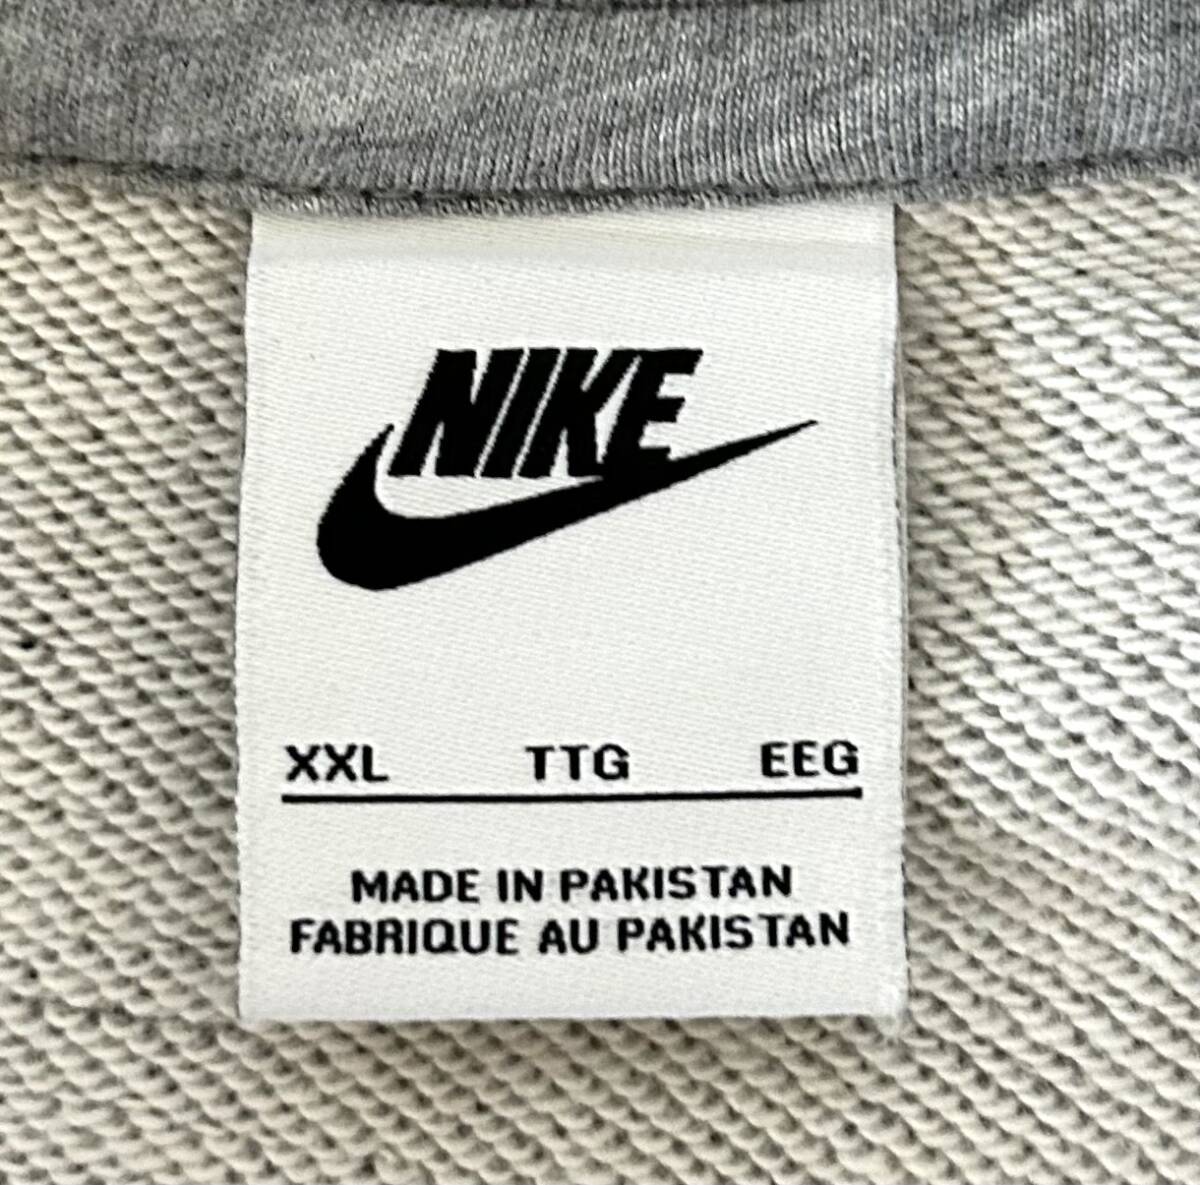 NIKE
XXL TTG EEG
MADE IN PAKISTAN
FABRIQUE AU PAKISTAN